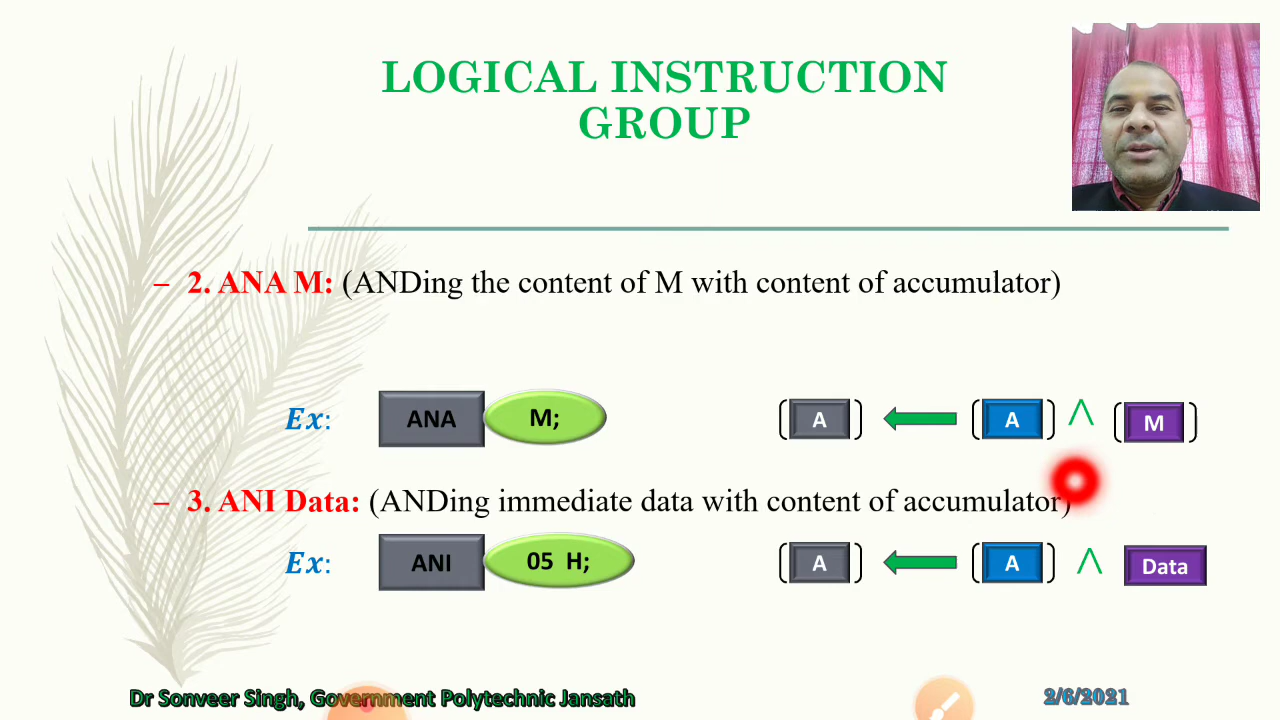 LOGICAL INSTRUCTION
GROUP
– 2. ANA M: (ANDing the content of M with content of accumulator)
Ex: ANA M; (A) ← (A) ∧ (M)
– 3. ANI Data: (ANDing immediate data with content of accumulator)
Ex: ANI 05 H; (A) ← (A) ∧ Data
Dr Sonveer Singh, Government Polytechnic Jansath 2/6/2021